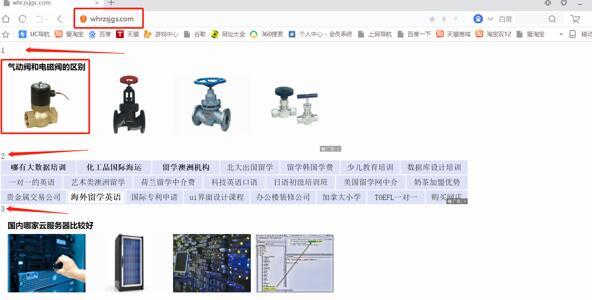 whrzsjgs.com
whrzsjgs.com
百度
UC导航 爱淘宝 百度 天猫 游戏中心 谷歌 网址大全 360搜索 个人中心 - 会员系统 上网导航 百度一下 天猫商城 淘宝双12 爱淘宝 » 移动
1
气动阀和电磁阀的区别
2
哪有大数据培训 化工品国际海运 留学澳洲机构 北大出国留学 留学韩国学费 少儿教育培训 数据库设计培训
一对一的英语 艺术类澳洲留学 荷兰留学中介费 科技英语口语 日语初级培训班 美国留学网中介 奶茶加盟优势
贵金属交易公司 海外留学英语 国际专利申请 ui界面设计课程 办公楼装修公司 加拿大小学 TOEFL一对一 购买网店
3
国内哪家云服务器比较好